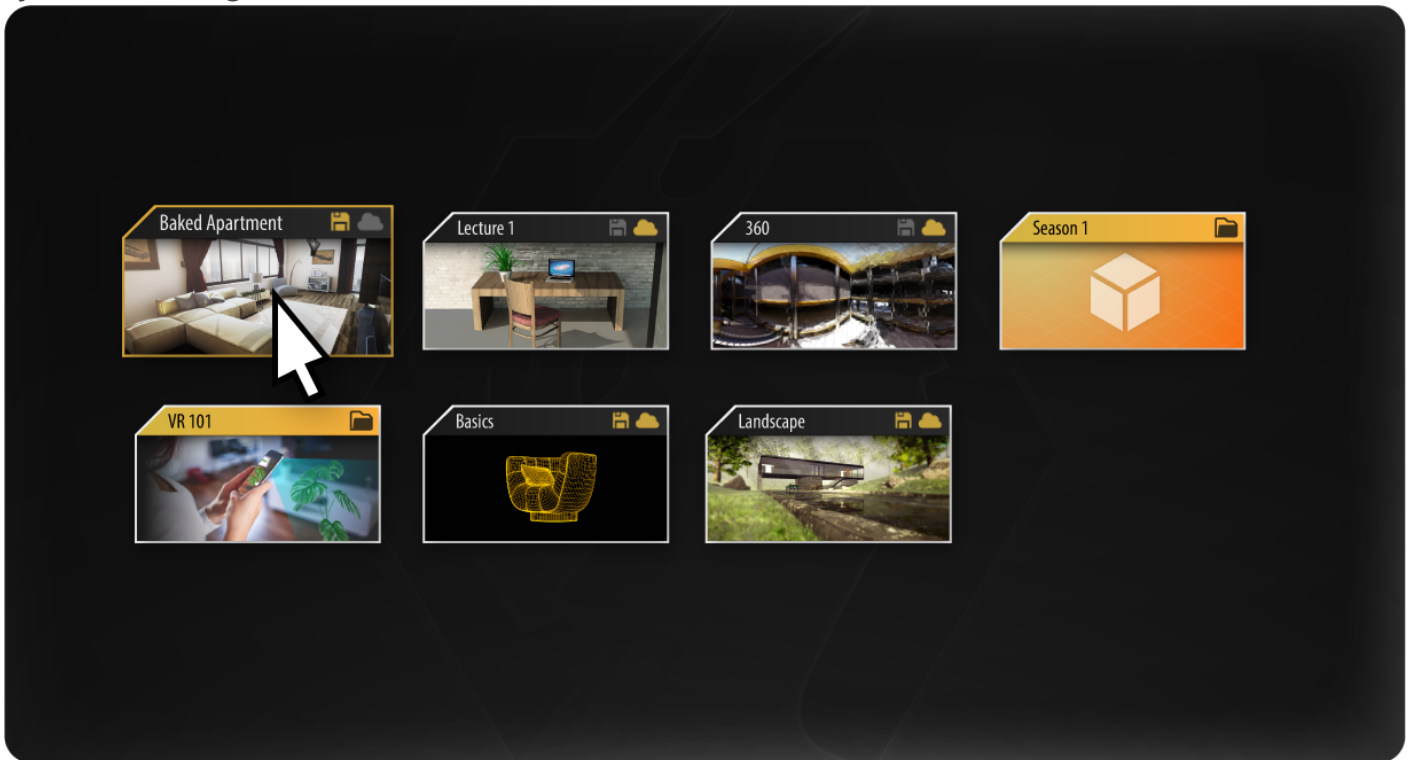 Baked Apartment
Lecture 1
360
Season 1
VR 101
Basics
Landscape